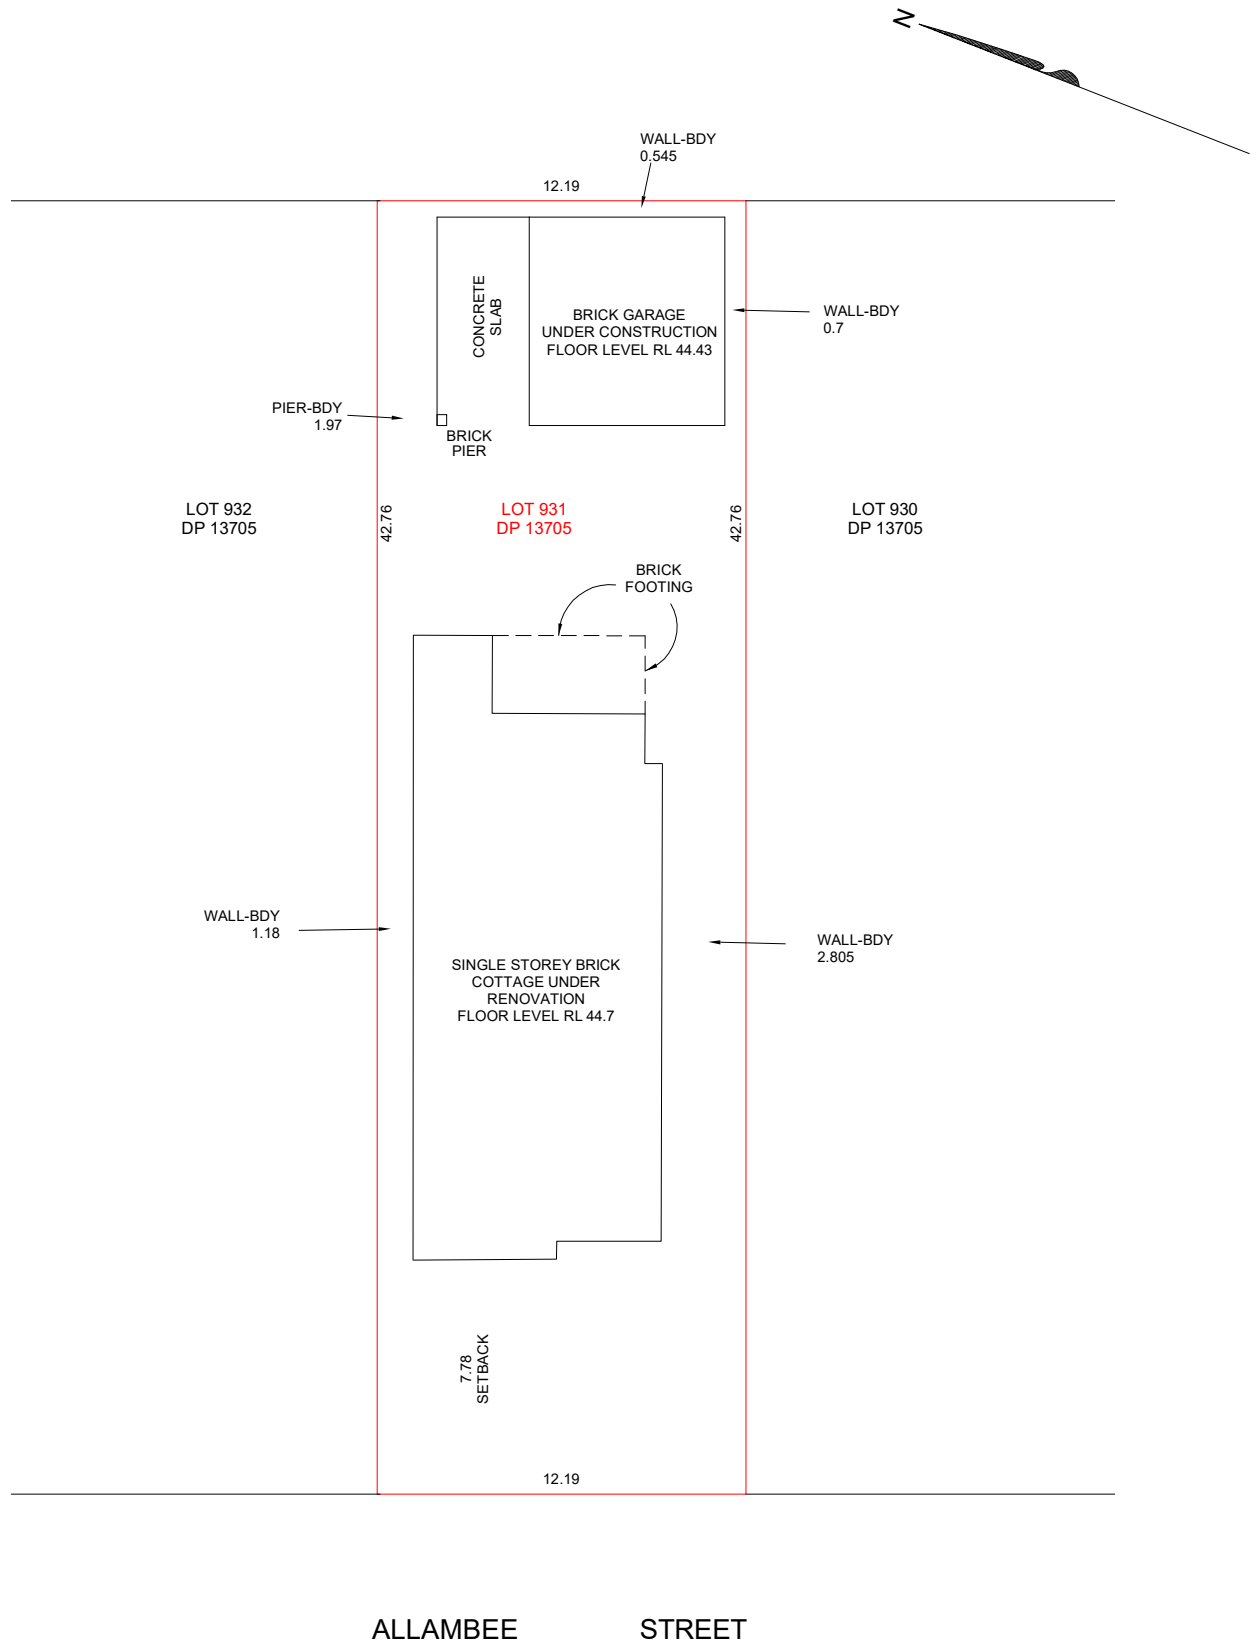 N
WALL-BDY
0.545
12.19
CONCRETE
SLAB
BRICK GARAGE
UNDER CONSTRUCTION
FLOOR LEVEL RL 44.43
WALL-BDY
0.7
PIER-BDY
1.97
BRICK
PIER
LOT 932
DP 13705
42.76
LOT 931
DP 13705
42.76
LOT 930
DP 13705
BRICK
FOOTING
WALL-BDY
1.18
WALL-BDY
2.805
SINGLE STOREY BRICK
COTTAGE UNDER
RENOVATION
FLOOR LEVEL RL 44.7
7.78
SETBACK
12.19
ALLAMBEE STREET